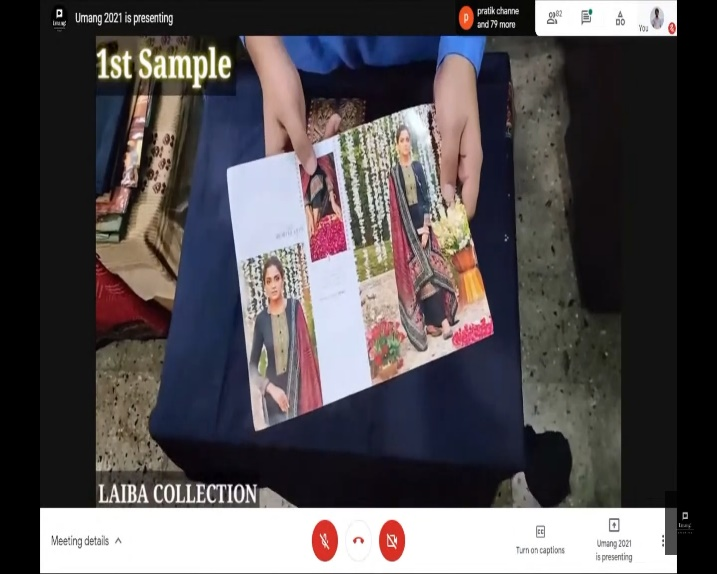 Umang 2021 is presenting
pratik channe
and 79 more
82
You
1st Sample
LAIBA COLLECTION
Meeting details
Turn on captions
Umang 2021
is presenting